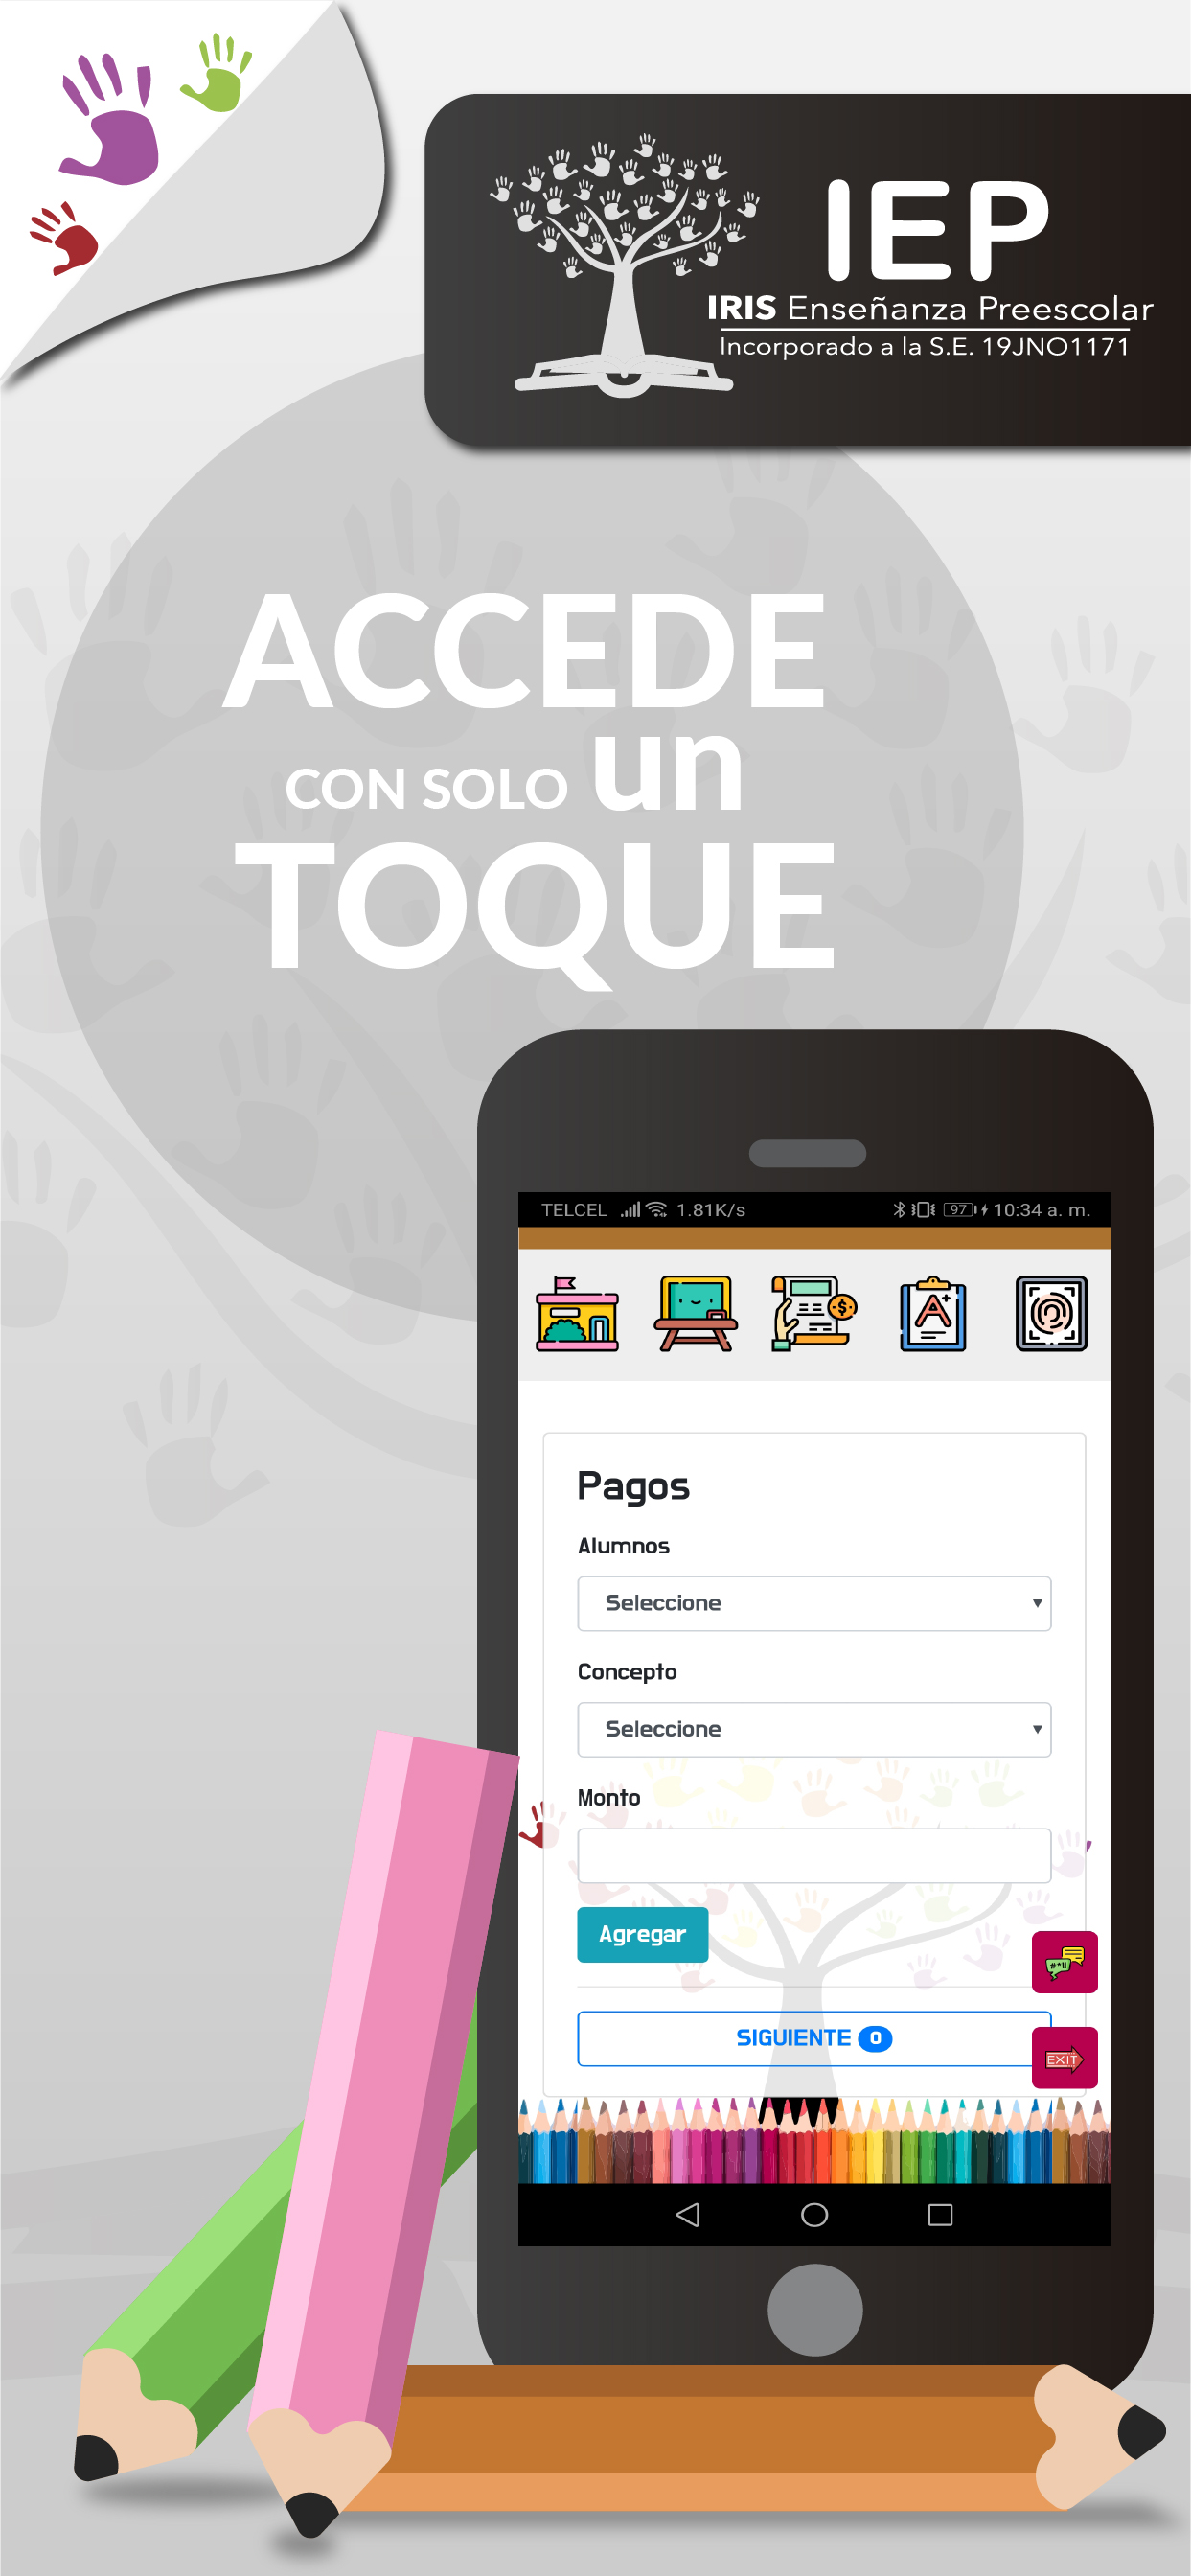 IEP
IRIS Enseñanza Preescolar
Incorporado a la S.E. 19JNO1171
ACCEDE
CON SOLO un
TOQUE
TELCEL 1.81K/s 97 10:34 a. m.
A+
$
Pagos
Alumnos
Seleccione
Concepto
Seleccione
Monto
Agregar
#*!!
SIGUIENTE 0
EXIT